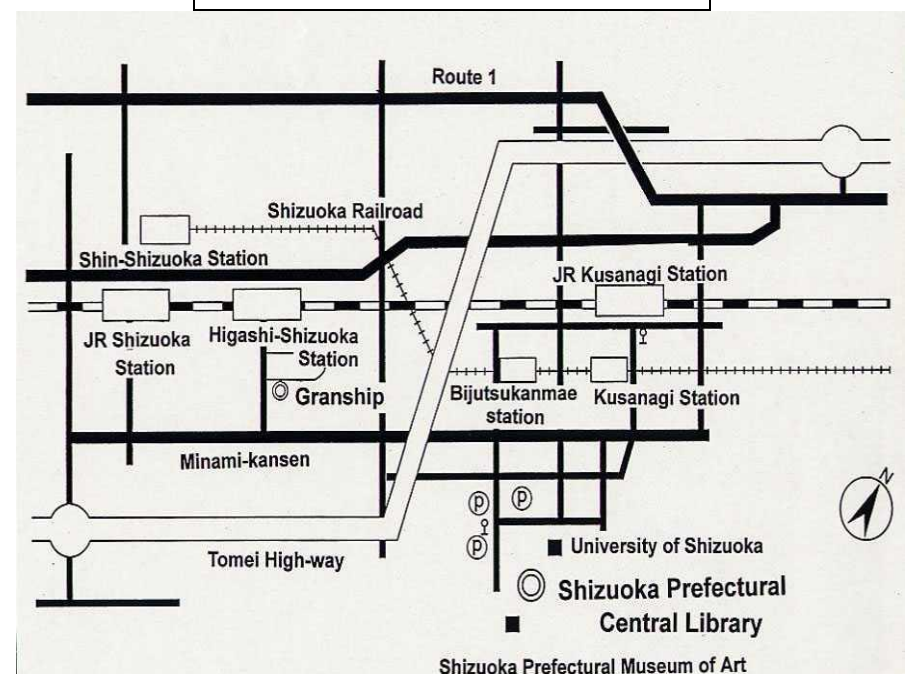 Route 1
Shizuoka Railroad
Shin-Shizuoka Station
JR Kusanagi Station
JR Shizuoka
Station
Higashi-Shizuoka
Station
Granship
Bijutsukanmae
station
Kusanagi Station
Minami-kansen
N
P
P
P
Tomei High-way
University of Shizuoka
Shizuoka Prefectural
Central Library
Shizuoka Prefectural Museum of Art